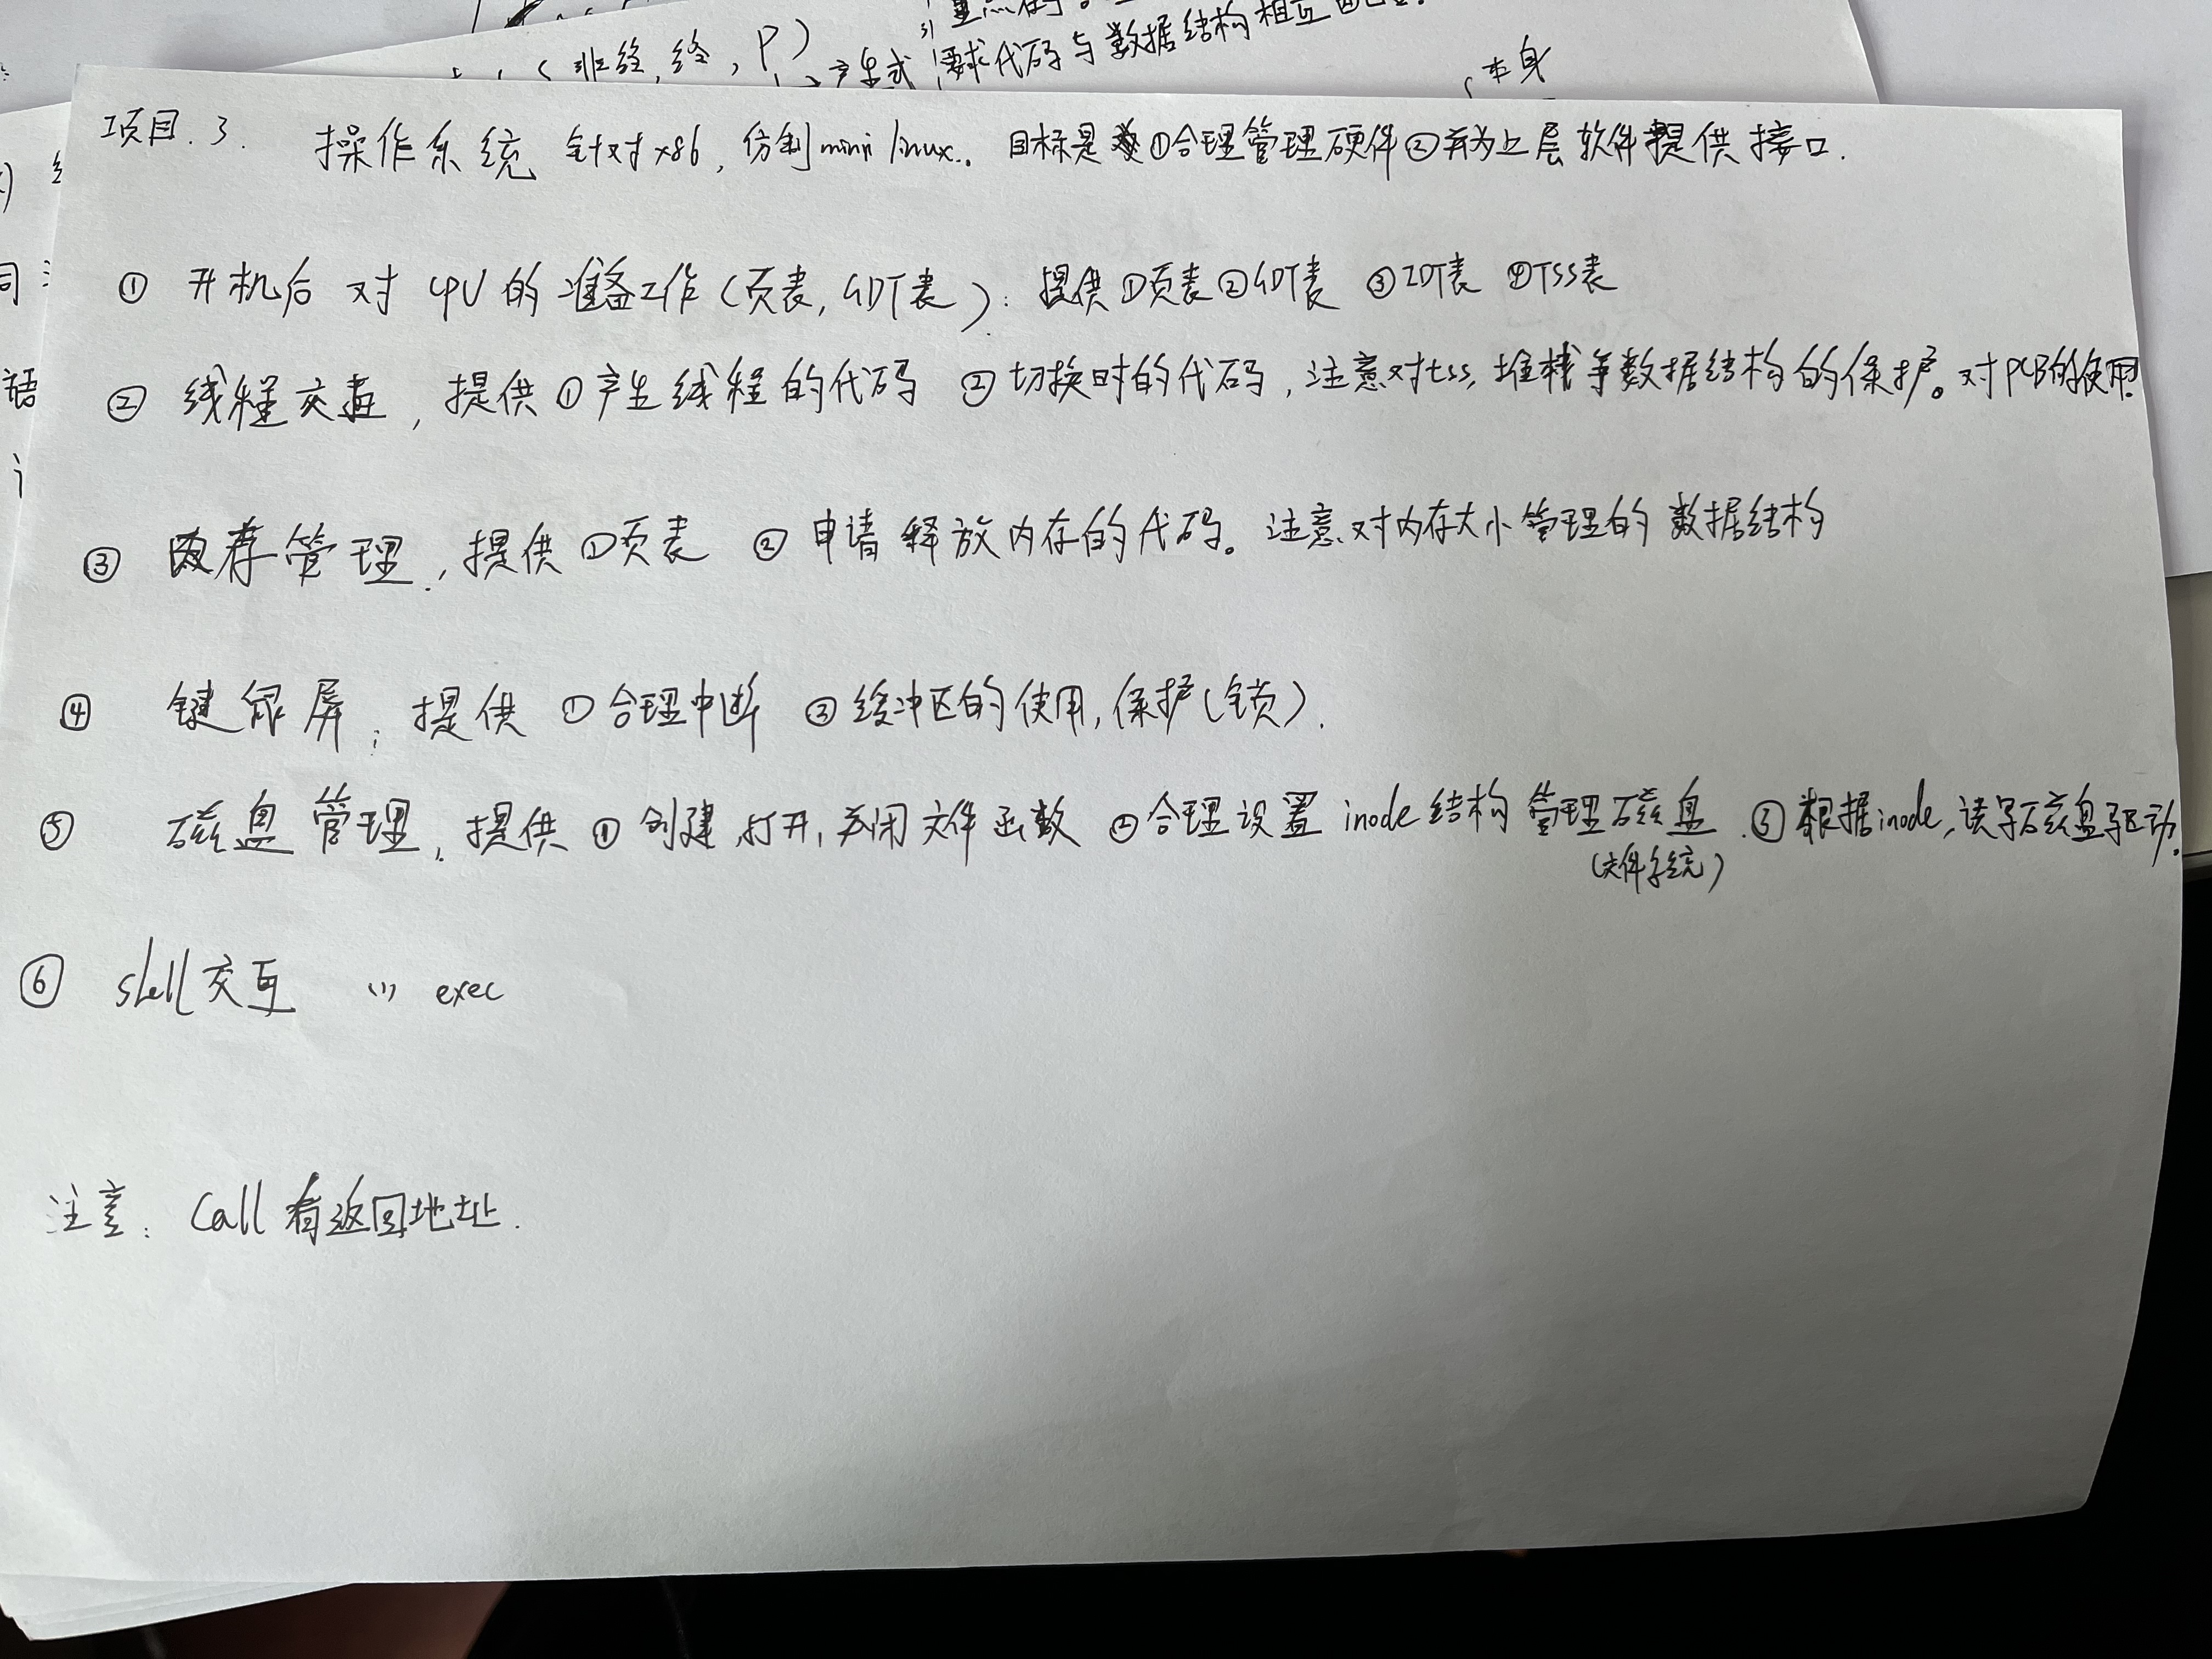 重点
(非终,终,P)
产生式
要求代码与数据结构相互
本身
项目.3. 操作系统 针对x86,仿制mini linux. 目标是①合理管理硬件②并为上层软件提供接口.
① 开机后 对 CPU 的 准备工作(页表,GDT表): 提供①页表②GDT表 ③IDT表 ④TSS表
② 线程交互,提供①产生线程的代码 ②切换时的代码,注意对tss,堆栈等数据结构的保护。对PCB的使用.
③ 内存管理,提供①页表 ②申请释放内存的代码。注意对内存大小管理的数据结构
④ 键盘屏;提供 ①合理中断 ②缓冲区的使用,保护(锁).
⑤ 磁盘管理,提供①创建,打开,关闭文件函数 ②合理设置 inode结构管理磁盘.③根据inode,读写磁盘驱动。
(文件系统)
⑥ shell交互 (1) exec
注意: Call 有返回地址.